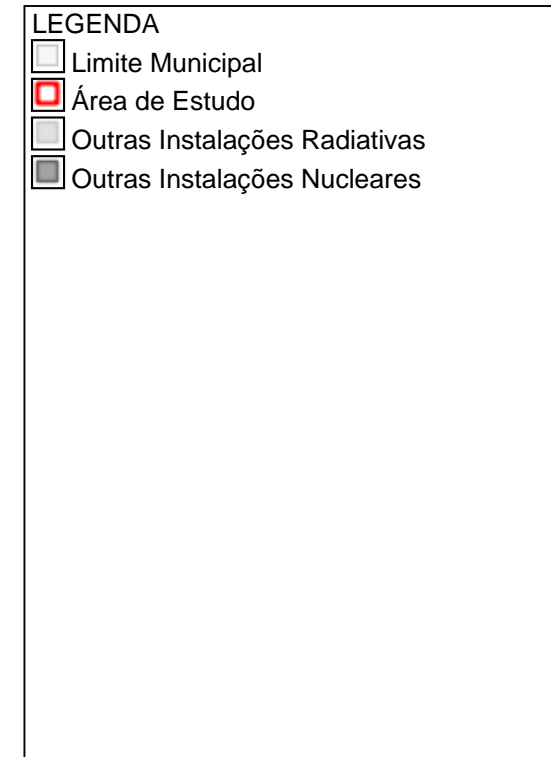 LEGENDA
Limite Municipal
Área de Estudo
Outras Instalações Radiativas
Outras Instalações Nucleares